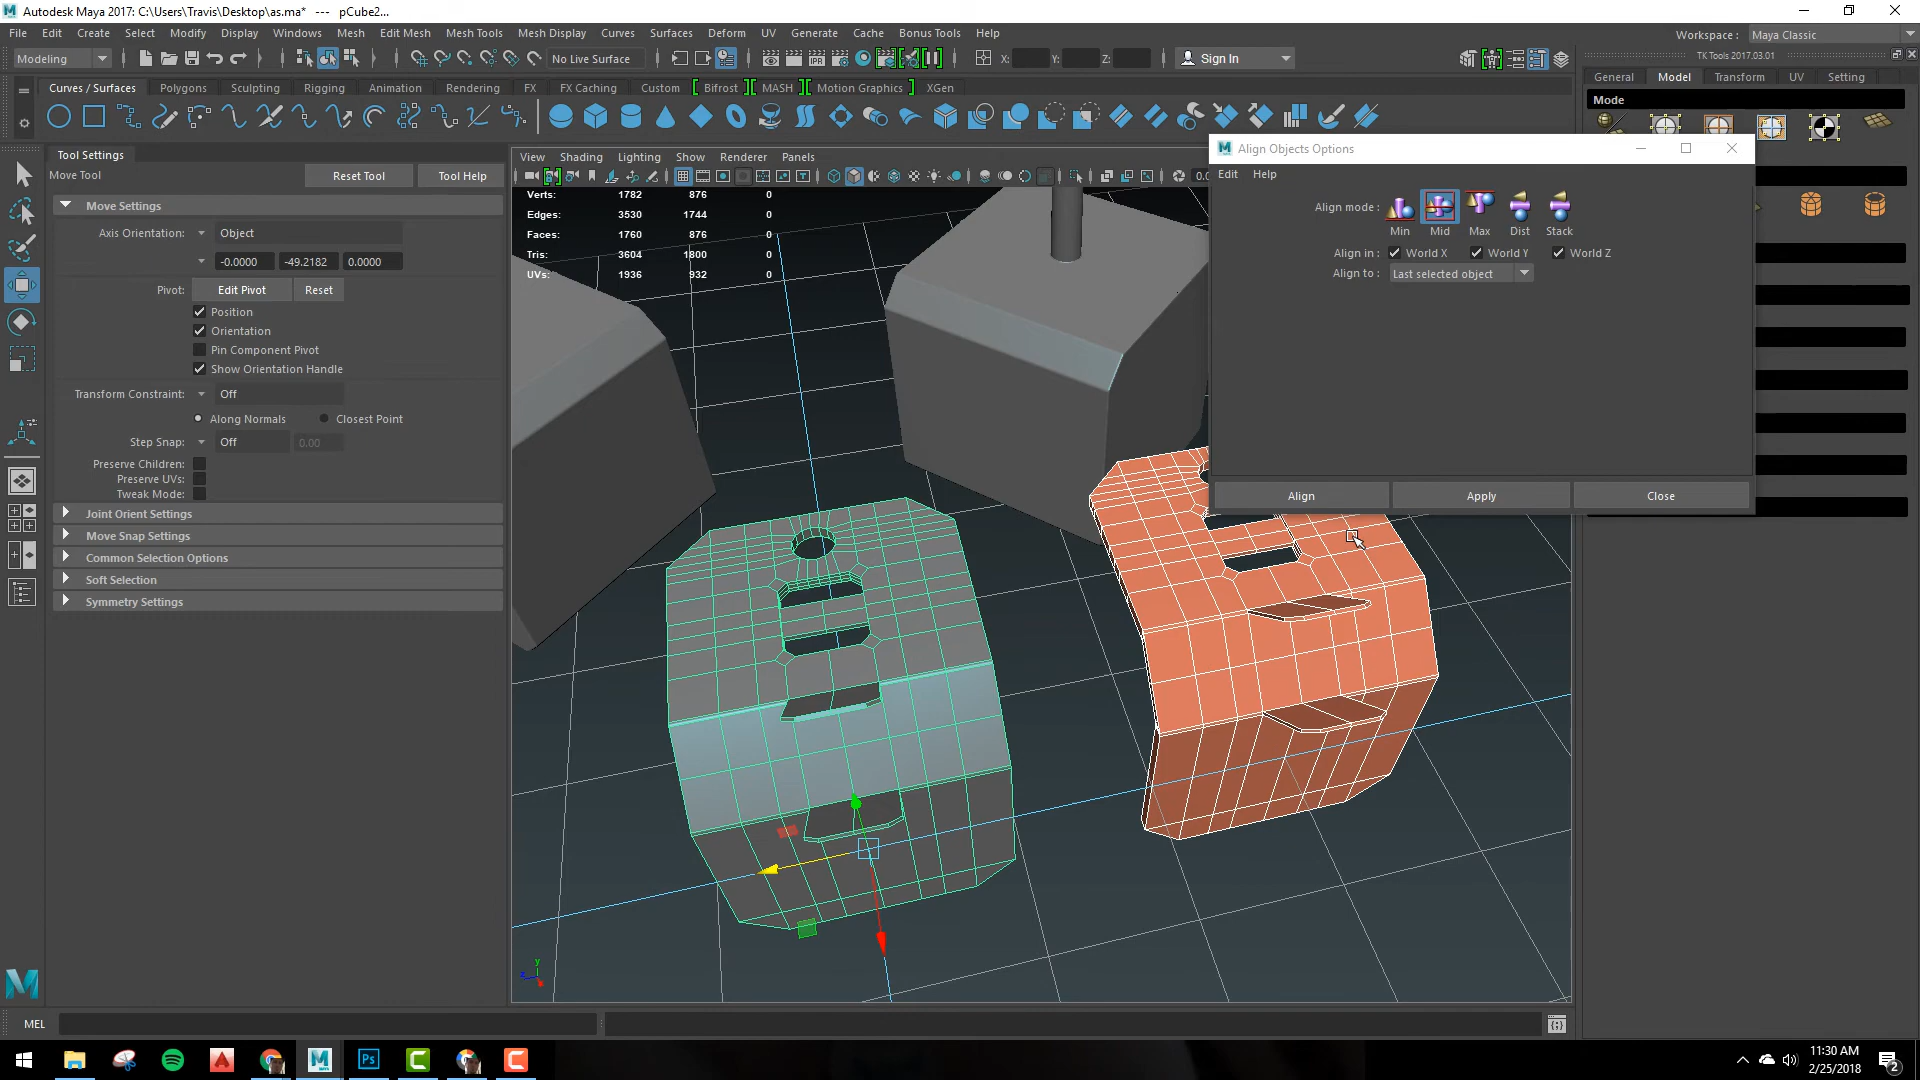 Autodesk Maya 2017: C:\Users\Travis\Desktop\as.ma* --- pCube2...
File Edit Create Select Modify Display Windows Mesh Edit Mesh Mesh Tools Mesh Display Curves Surfaces Deform UV Generate Cache Bonus Tools Help
Workspace : Maya Classic
Modeling No Live Surface X: Y: Z: Sign In
TK Tools 2017.03.01
General Model Transform UV Setting
Curves / Surfaces Polygons Sculpting Rigging Animation Rendering FX FX Caching Custom Bifrost MASH Motion Graphics XGen
Mode
IPR
Tool Settings
Move Tool Reset Tool Tool Help
Move Settings
Axis Orientation: Object
-0.0000 -49.2182 0.0000
Pivot: Edit Pivot Reset
Position
Orientation
Pin Component Pivot
Show Orientation Handle
Transform Constraint: Off
Along Normals Closest Point
Step Snap: Off 0.00
Preserve Children:
Preserve UVs:
Tweak Mode:
Joint Orient Settings
Move Snap Settings
Common Selection Options
Soft Selection
Symmetry Settings
View Shading Lighting Show Renderer Panels
Verts: 1782 876 0
Edges: 3530 1744 0
Faces: 1760 876 0
Tris: 3604 1800 0
UVs: 1936 932 0
Align Objects Options
Edit Help
Align mode :
Min Mid Max Dist Stack
Align in : World X World Y World Z
Align to : Last selected object
Align Apply Close
y
z
MEL
Ps
11:30 AM
2/25/2018
2